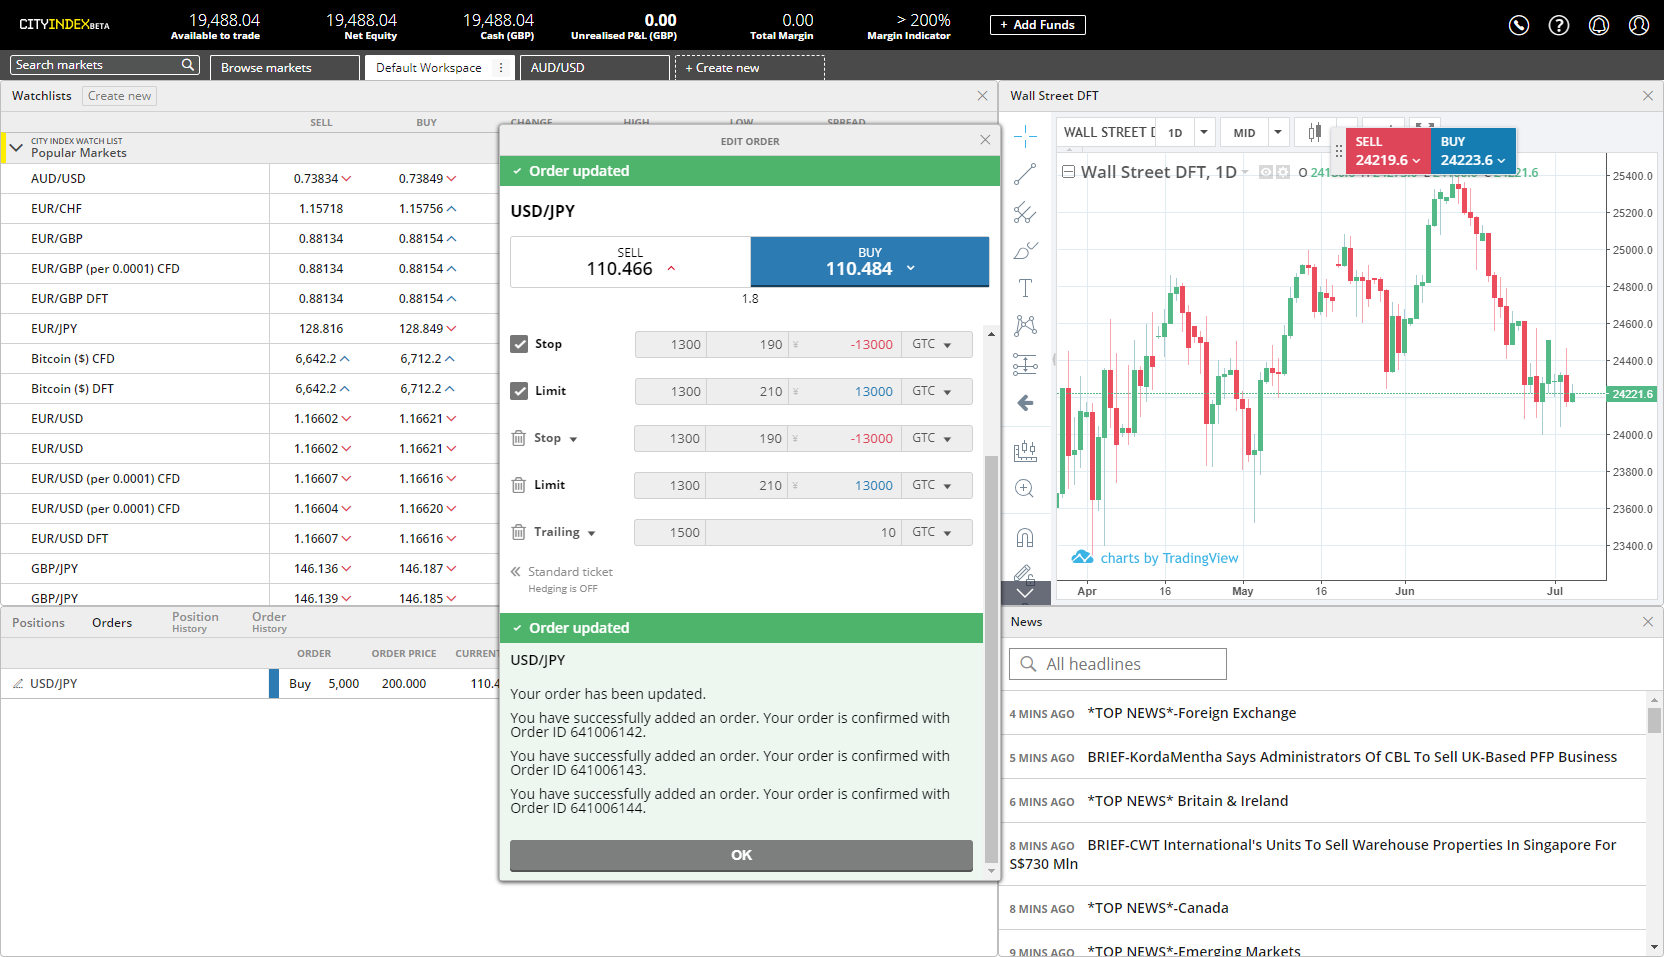 CITYINDEXBETA
19,488.04
Available to trade
19,488.04
Net Equity
19,488.04
Cash (GBP)
0.00
Unrealised P&L (GBP)
0.00
Total Margin
> 200%
Margin Indicator
+ Add Funds
Search markets
Browse markets
Default Workspace
AUD/USD
+ Create new
Watchlists Create new
SELL BUY CHANGE HIGH LOW SPREAD
CITY INDEX WATCH LIST
Popular Markets
AUD/USD 0.73834 0.73849
EUR/CHF 1.15718 1.15756
EUR/GBP 0.88134 0.88154
EUR/GBP (per 0.0001) CFD 0.88134 0.88154
EUR/GBP DFT 0.88134 0.88154
EUR/JPY 128.816 128.849
Bitcoin ($) CFD 6,642.2 6,712.2
Bitcoin ($) DFT 6,642.2 6,712.2
EUR/USD 1.16602 1.16621
EUR/USD 1.16602 1.16621
EUR/USD (per 0.0001) CFD 1.16607 1.16616
EUR/USD (per 0.0001) CFD 1.16604 1.16620
EUR/USD DFT 1.16607 1.16616
GBP/JPY 146.136 146.187
GBP/JPY 146.139 146.185
Positions Orders Position History Order History
ORDER ORDER PRICE CURRENT
USD/JPY Buy 5,000 200.000 110.4
EDIT ORDER
Order updated
USD/JPY
SELL
110.466
BUY
110.484
1.8
Stop 1300 190 ¥ -13000 GTC
Limit 1300 210 ¥ 13000 GTC
Stop 1300 190 ¥ -13000 GTC
Limit 1300 210 ¥ 13000 GTC
Trailing 1500 10 GTC
Standard ticket
Hedging is OFF
Order updated
USD/JPY
Your order has been updated.
You have successfully added an order. Your order is confirmed with
Order ID 641006142.
You have successfully added an order. Your order is confirmed with
Order ID 641006143.
You have successfully added an order. Your order is confirmed with
Order ID 641006144.
OK
Wall Street DFT
WALL STREET 1D MID
SELL
24219.6
BUY
24223.6
Wall Street DFT, 1D O
25400.0
25200.0
25000.0
24800.0
24600.0
24400.0
24221.6
24000.0
23800.0
23600.0
23400.0
charts by TradingView
Apr 16 May 16 Jun Jul
News
All headlines
4 MINS AGO *TOP NEWS*-Foreign Exchange
5 MINS AGO BRIEF-KordaMentha Says Administrators Of CBL To Sell UK-Based PFP Business
6 MINS AGO *TOP NEWS* Britain & Ireland
8 MINS AGO BRIEF-CWT International's Units To Sell Warehouse Properties In Singapore For
S$730 Mln
8 MINS AGO *TOP NEWS*-Canada
9 MINS AGO *TOP NEWS*-Emerging Markets